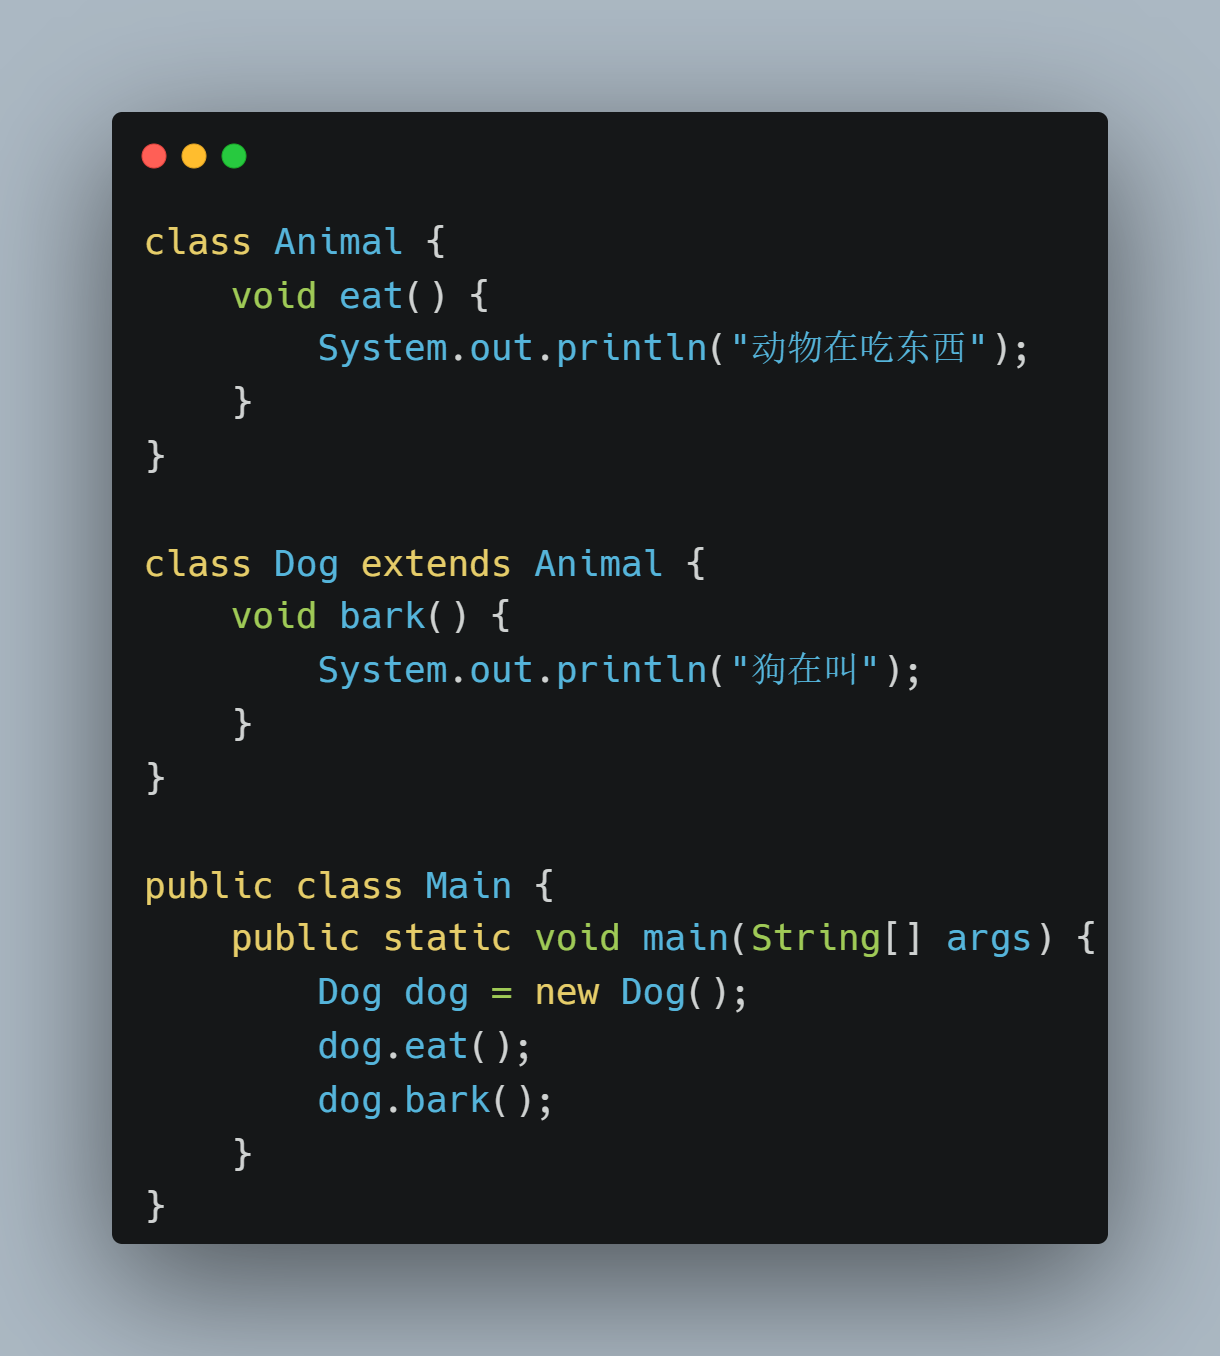 class Animal {
    void eat() {
        System.out.println("动物在吃东西");
    }
}

class Dog extends Animal {
    void bark() {
        System.out.println("狗在叫");
    }
}

public class Main {
    public static void main(String[] args) {
        Dog dog = new Dog();
        dog.eat();
        dog.bark();
    }
}